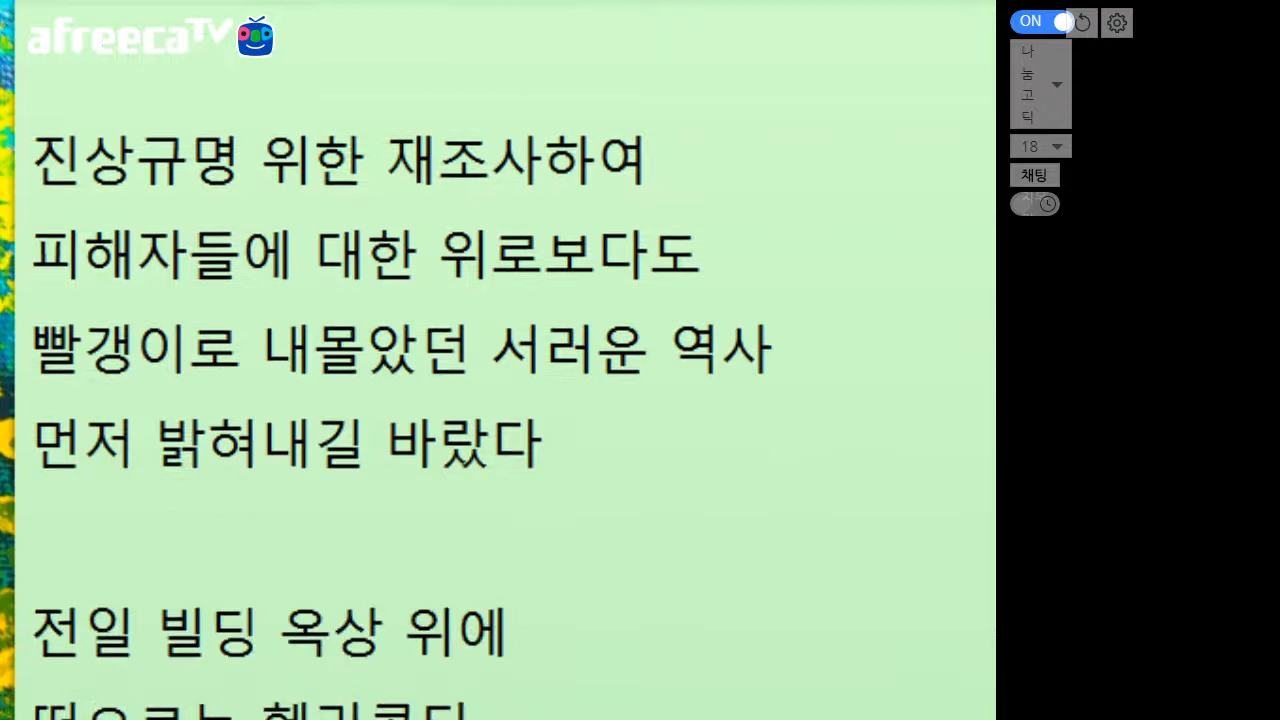 afreecaTV
진상규명 위한 재조사하여
피해자들에 대한 위로보다도
빨갱이로 내몰았던 서러운 역사
먼저 밝혀내길 바랐다
전일 빌딩 옥상 위에
ON
나눔고딕
18
채팅